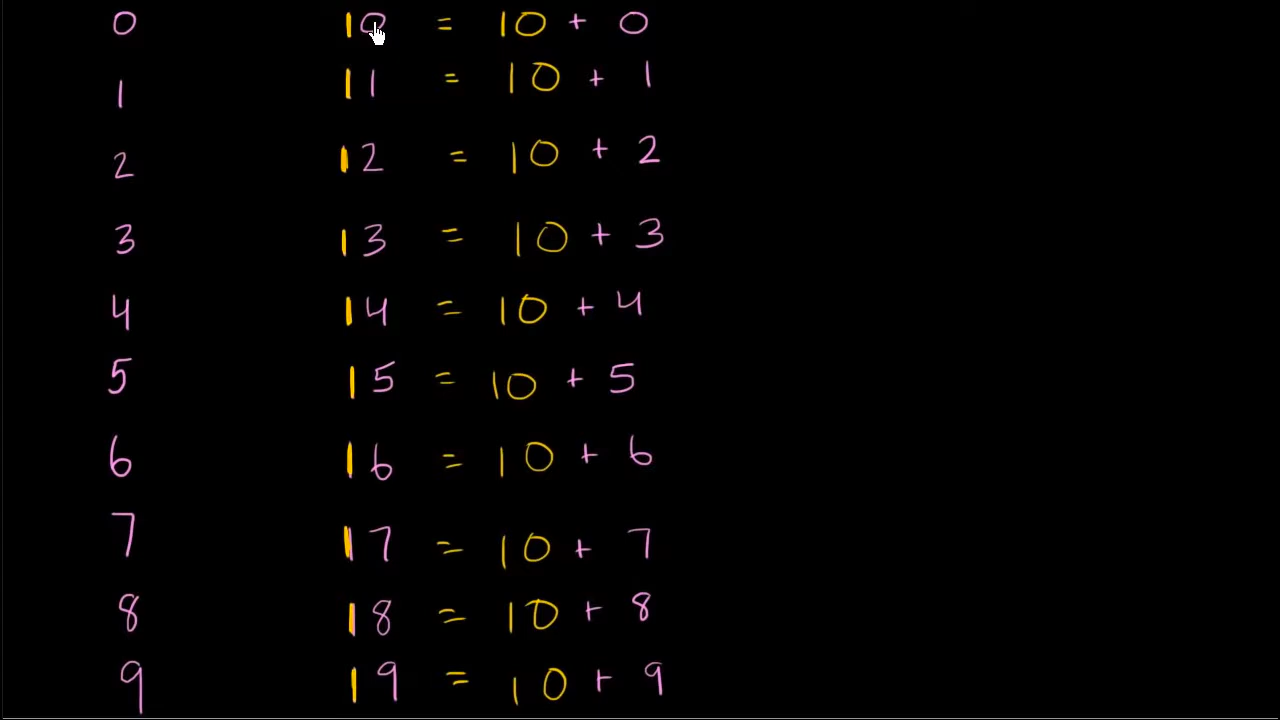 0 10 = 10 + 0
1 11 = 10 + 1
2 12 = 10 + 2
3 13 = 10 + 3
4 14 = 10 + 4
5 15 = 10 + 5
6 16 = 10 + 6
7 17 = 10 + 7
8 18 = 10 + 8
9 19 = 10 + 9